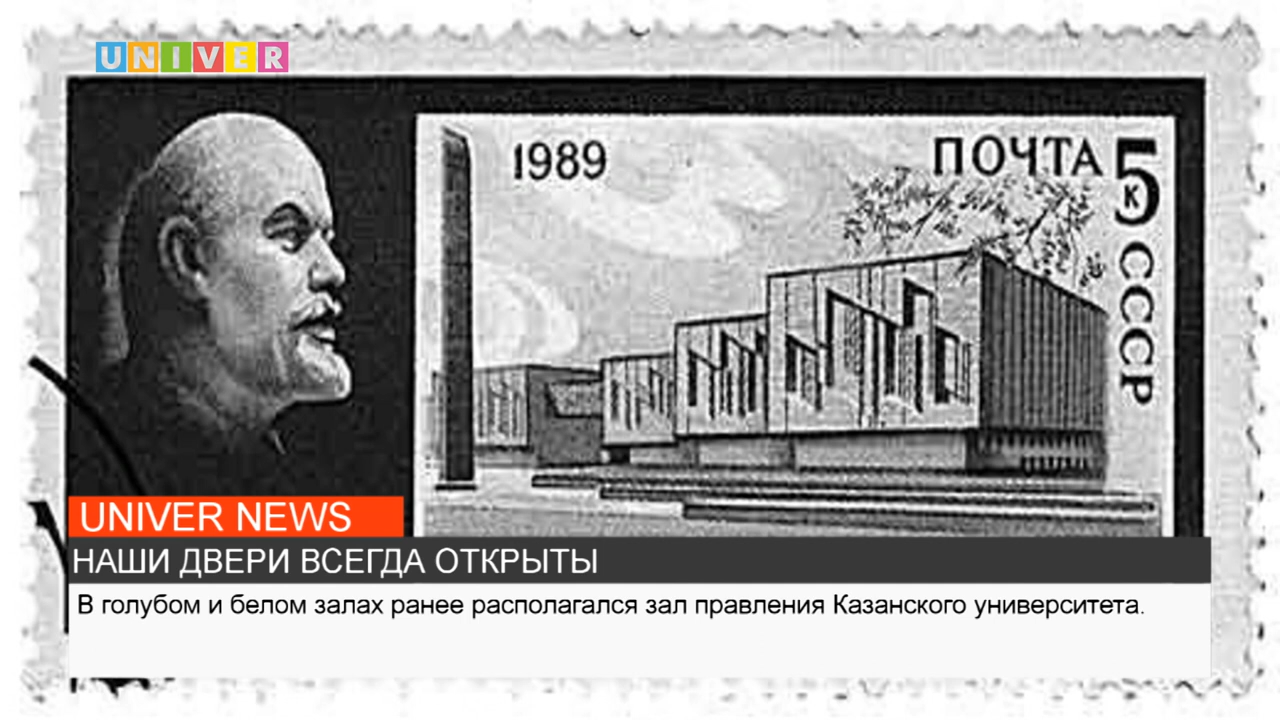 UNIVER
1989
ПОЧТА 5
К
СССР
UNIVER NEWS
НАШИ ДВЕРИ ВСЕГДА ОТКРЫТЫ
В голубом и белом залах ранее располагался зал правления Казанского университета.